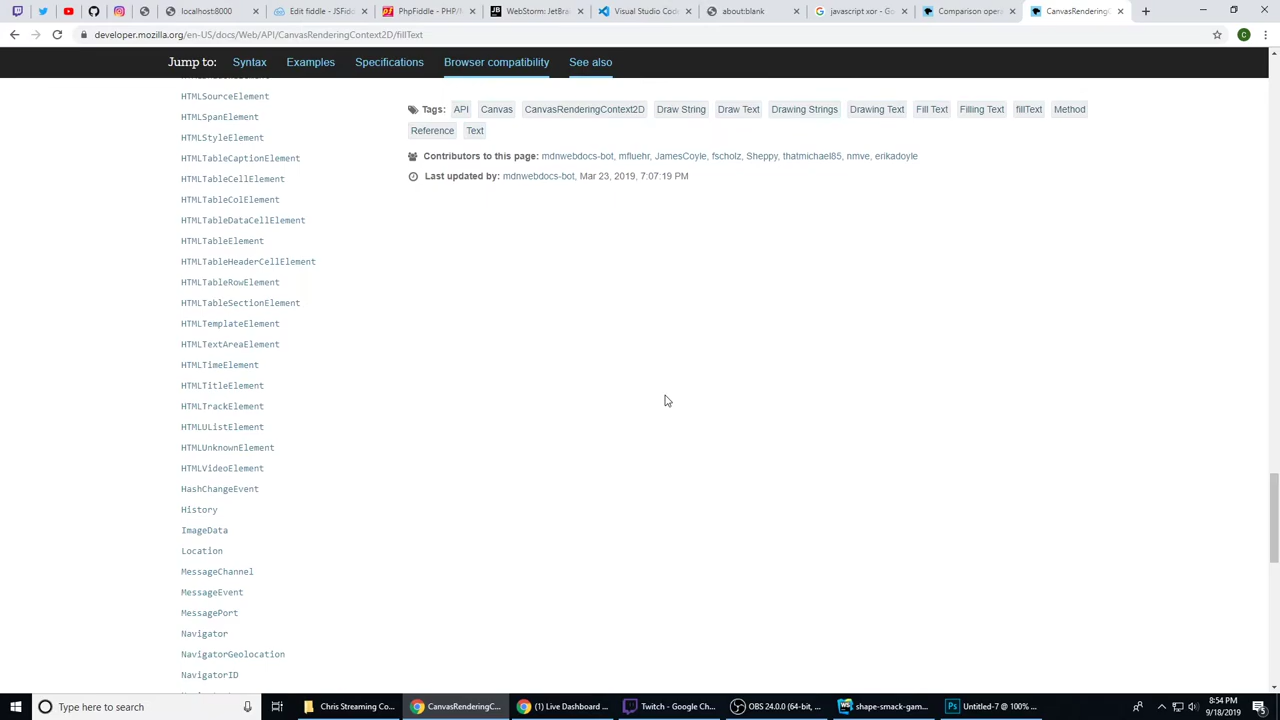 localhost:8000
Edit fiddle - JSFidd
PhpFiddle - PHP/
WebStorm: JetBra
Visual Studio Code
about:blank
javascript xor - Go
Comparison opera
CanvasRenderingC
developer.mozilla.org/en-US/docs/Web/API/CanvasRenderingContext2D/fillText
Jump to: Syntax Examples Specifications Browser compatibility See also
HTMLSourceElement
HTMLSpanElement
HTMLStyleElement
HTMLTableCaptionElement
HTMLTableCellElement
HTMLTableColElement
HTMLTableDataCellElement
HTMLTableElement
HTMLTableHeaderCellElement
HTMLTableRowElement
HTMLTableSectionElement
HTMLTemplateElement
HTMLTextAreaElement
HTMLTimeElement
HTMLTitleElement
HTMLTrackElement
HTMLUListElement
HTMLUnknownElement
HTMLVideoElement
HashChangeEvent
History
ImageData
Location
MessageChannel
MessageEvent
MessagePort
Navigator
NavigatorGeolocation
NavigatorID
Tags: API Canvas CanvasRenderingContext2D Draw String Draw Text Drawing Strings Drawing Text Fill Text Filling Text fillText Method
Reference Text
Contributors to this page: mdnwebdocs-bot, mfluehr, JamesCoyle, fscholz, Sheppy, thatmichael85, nmve, erikadoyle
Last updated by: mdnwebdocs-bot, Mar 23, 2019, 7:07:19 PM
Type here to search
Chris Streaming Co...
CanvasRenderingC...
(1) Live Dashboard ...
Twitch - Google Ch...
OBS 24.0.0 (64-bit, ...
shape-smack-gam...
Untitled-7 @ 100% ...
8:54 PM
9/18/2019
5